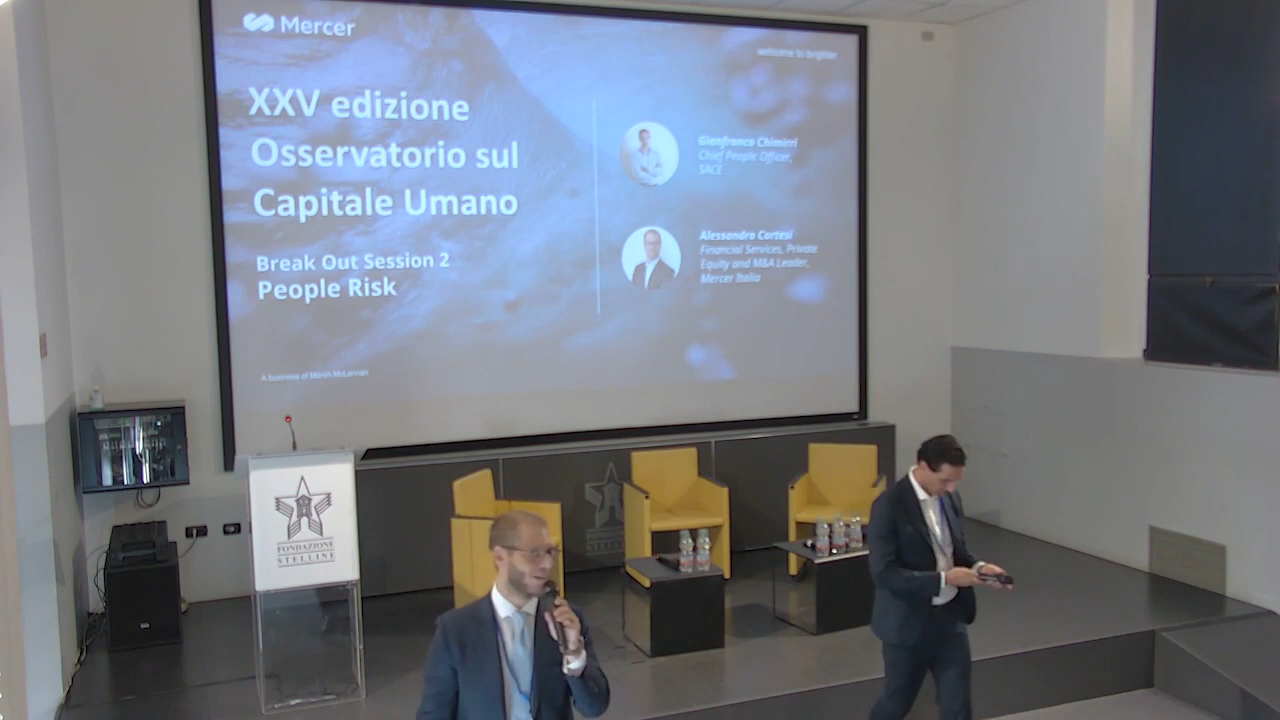 Mercer
welcome to brighter
XXV edizione
Osservatorio sul
Capitale Umano
Break Out Session 2
People Risk
A business of Marsh McLennan
Gianfranco Chimirri
Chief People Officer,
SACE
Alessandro Cortesi
Financial Services, Private
Equity and M&A Leader,
Mercer Italia
FONDAZIONE
STELLINE
FONDAZIONE
STELLINE